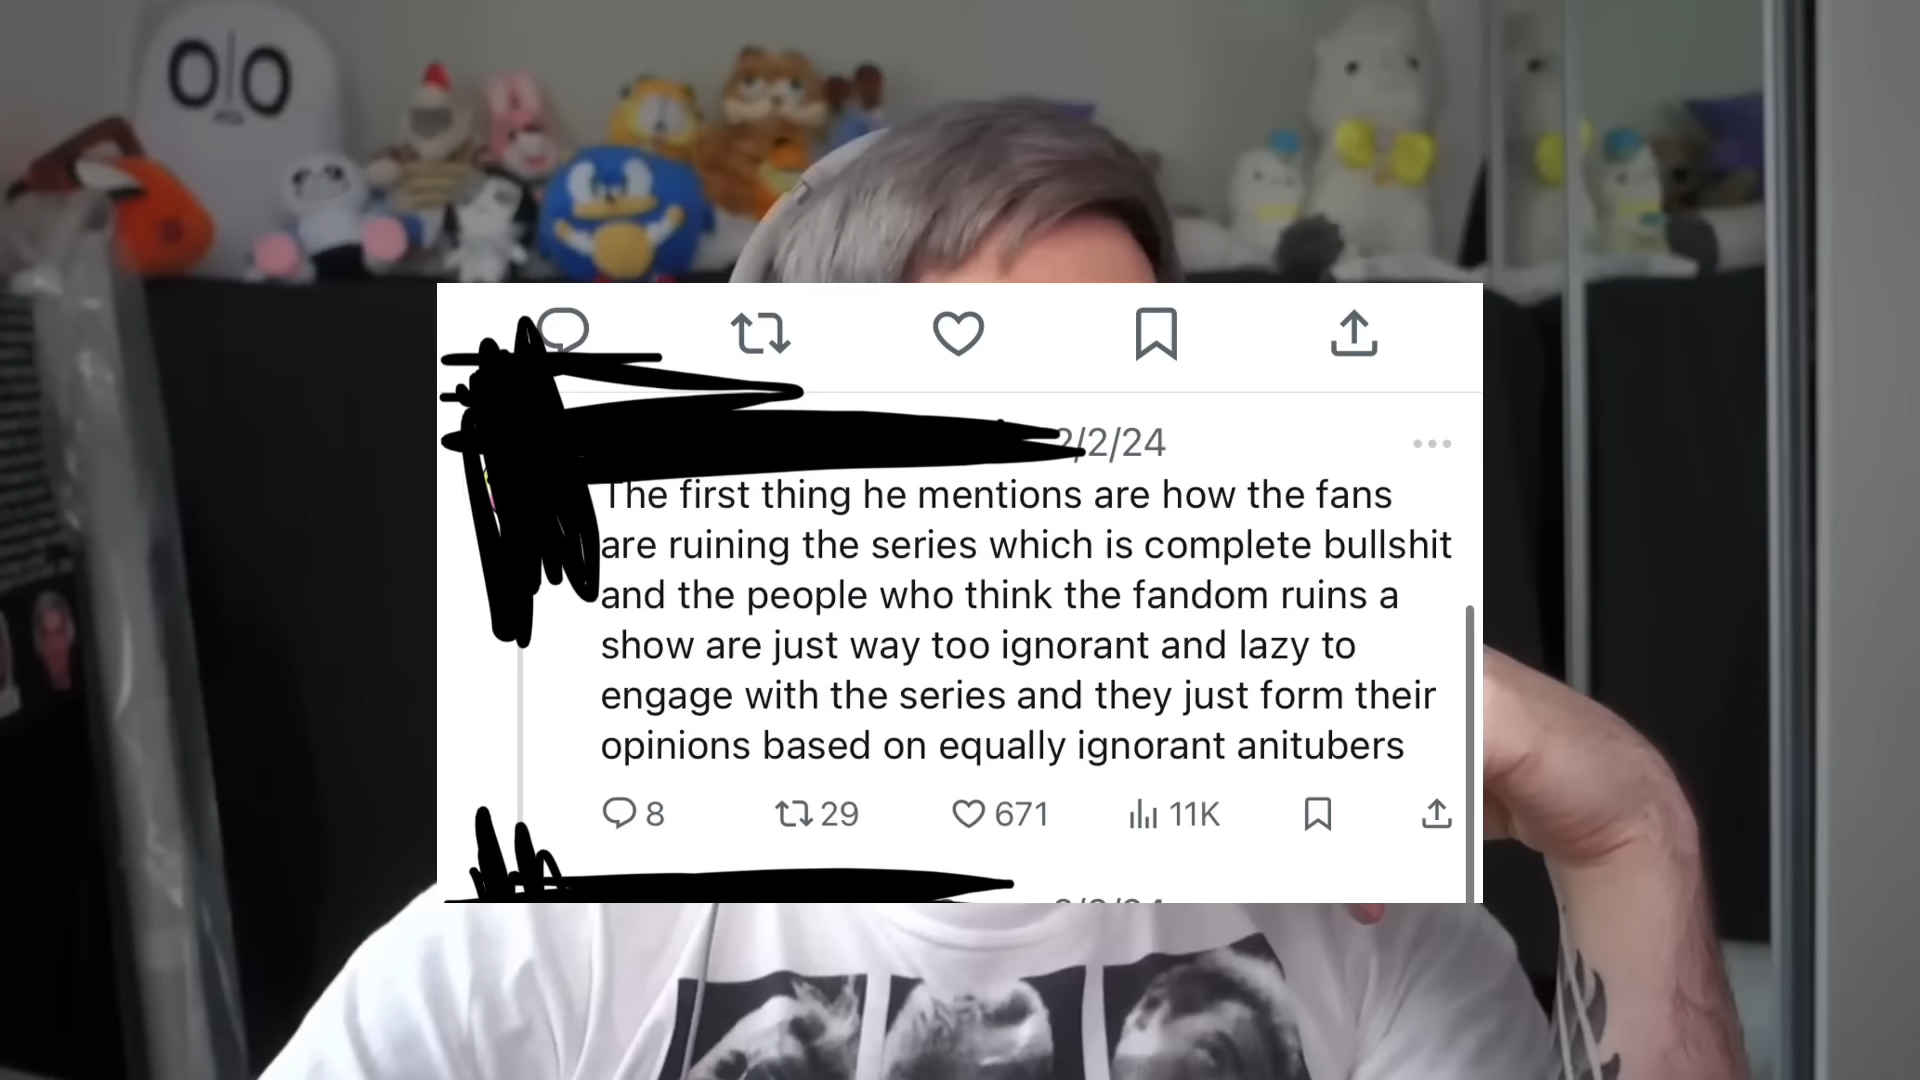 /2/24
The first thing he mentions are how the fans
are ruining the series which is complete bullshit
and the people who think the fandom ruins a
show are just way too ignorant and lazy to
engage with the series and they just form their
opinions based on equally ignorant anitubers
8 29 671 11K